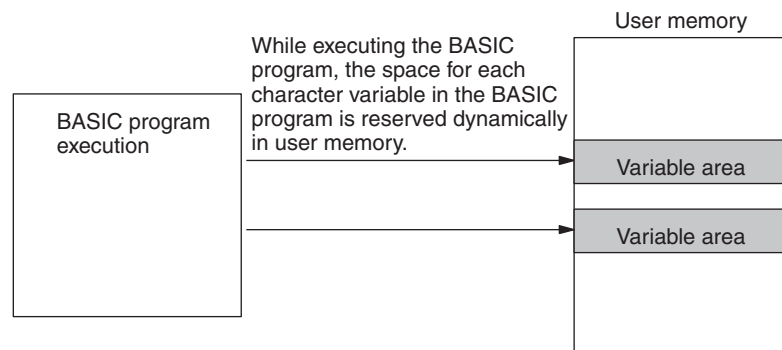 User memory
While executing the BASIC
program, the space for each
character variable in the BASIC
program is reserved dynamically
in user memory.
BASIC program
execution
Variable area
Variable area